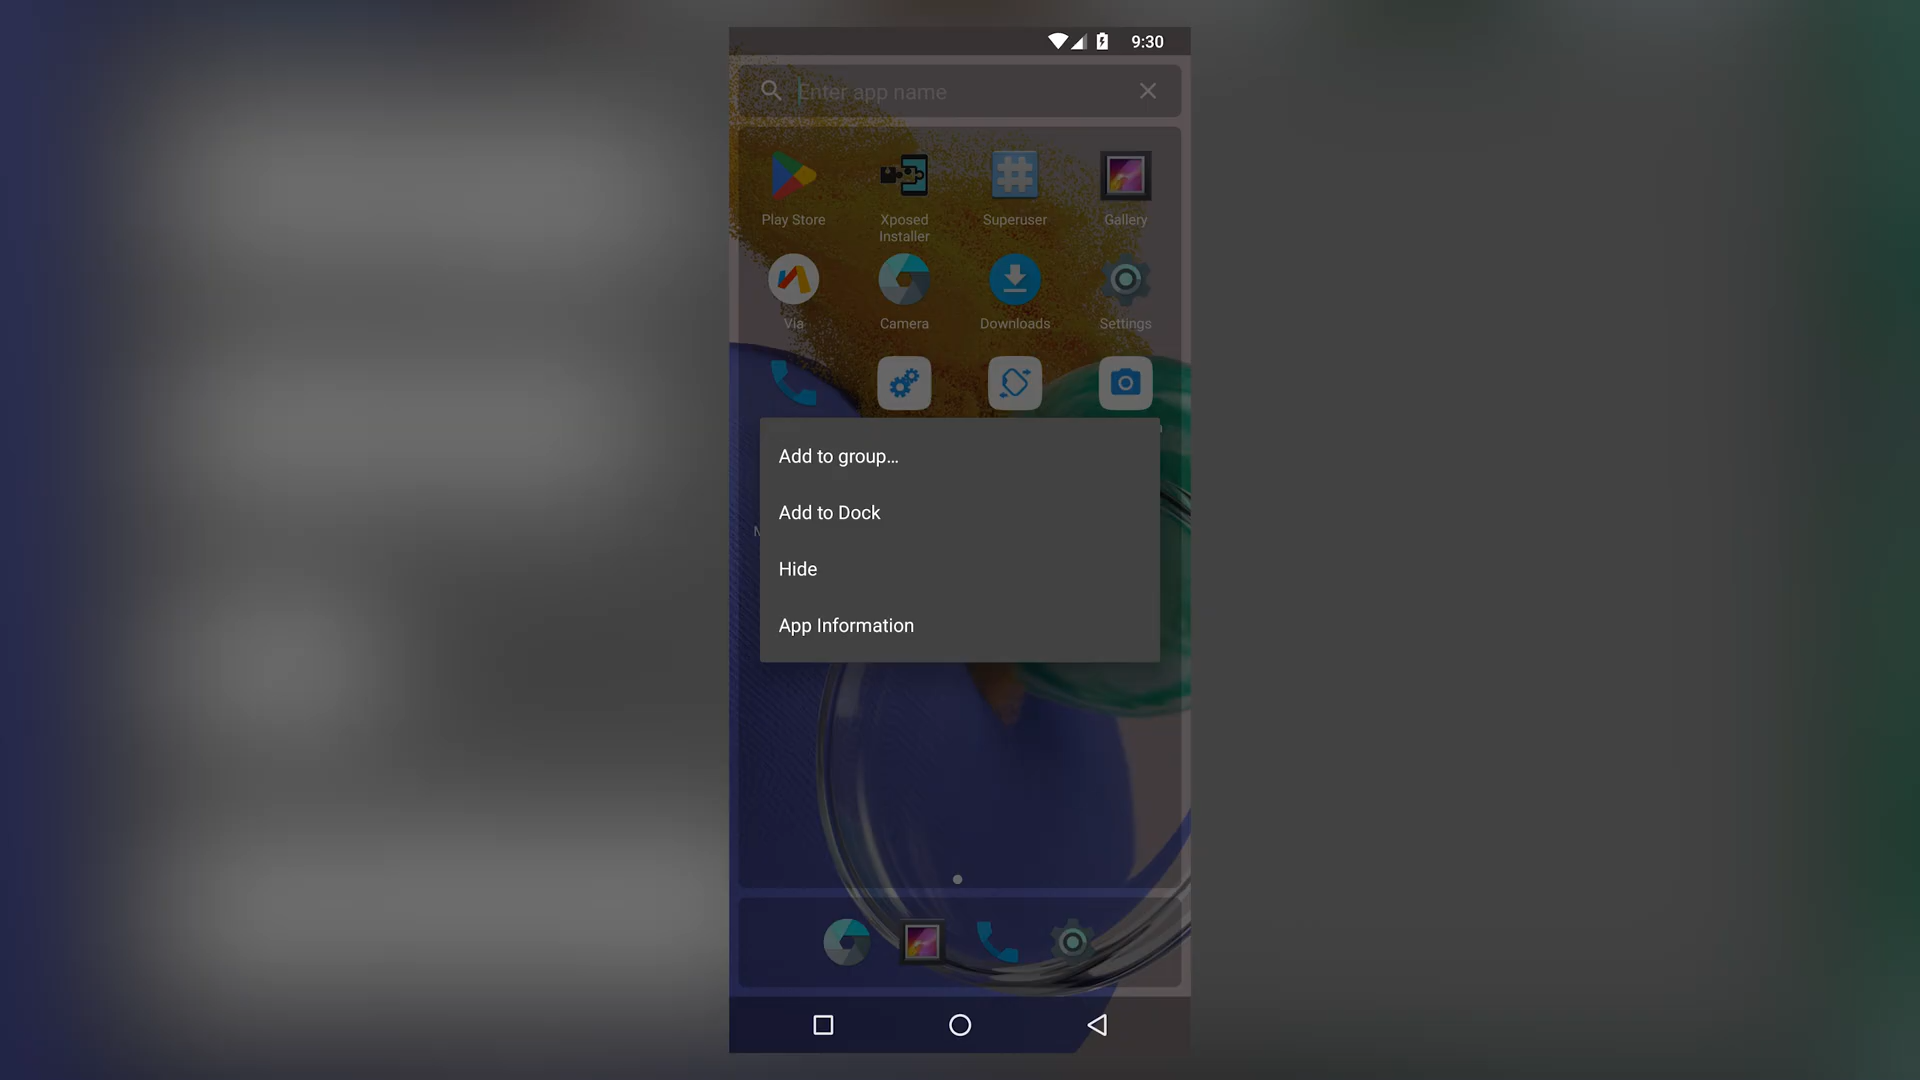 9:30
Enter app name
Play Store
Xposed
Installer
Superuser
Gallery
Via
Camera
Downloads
Settings
Add to group...
Add to Dock
Hide
App Information